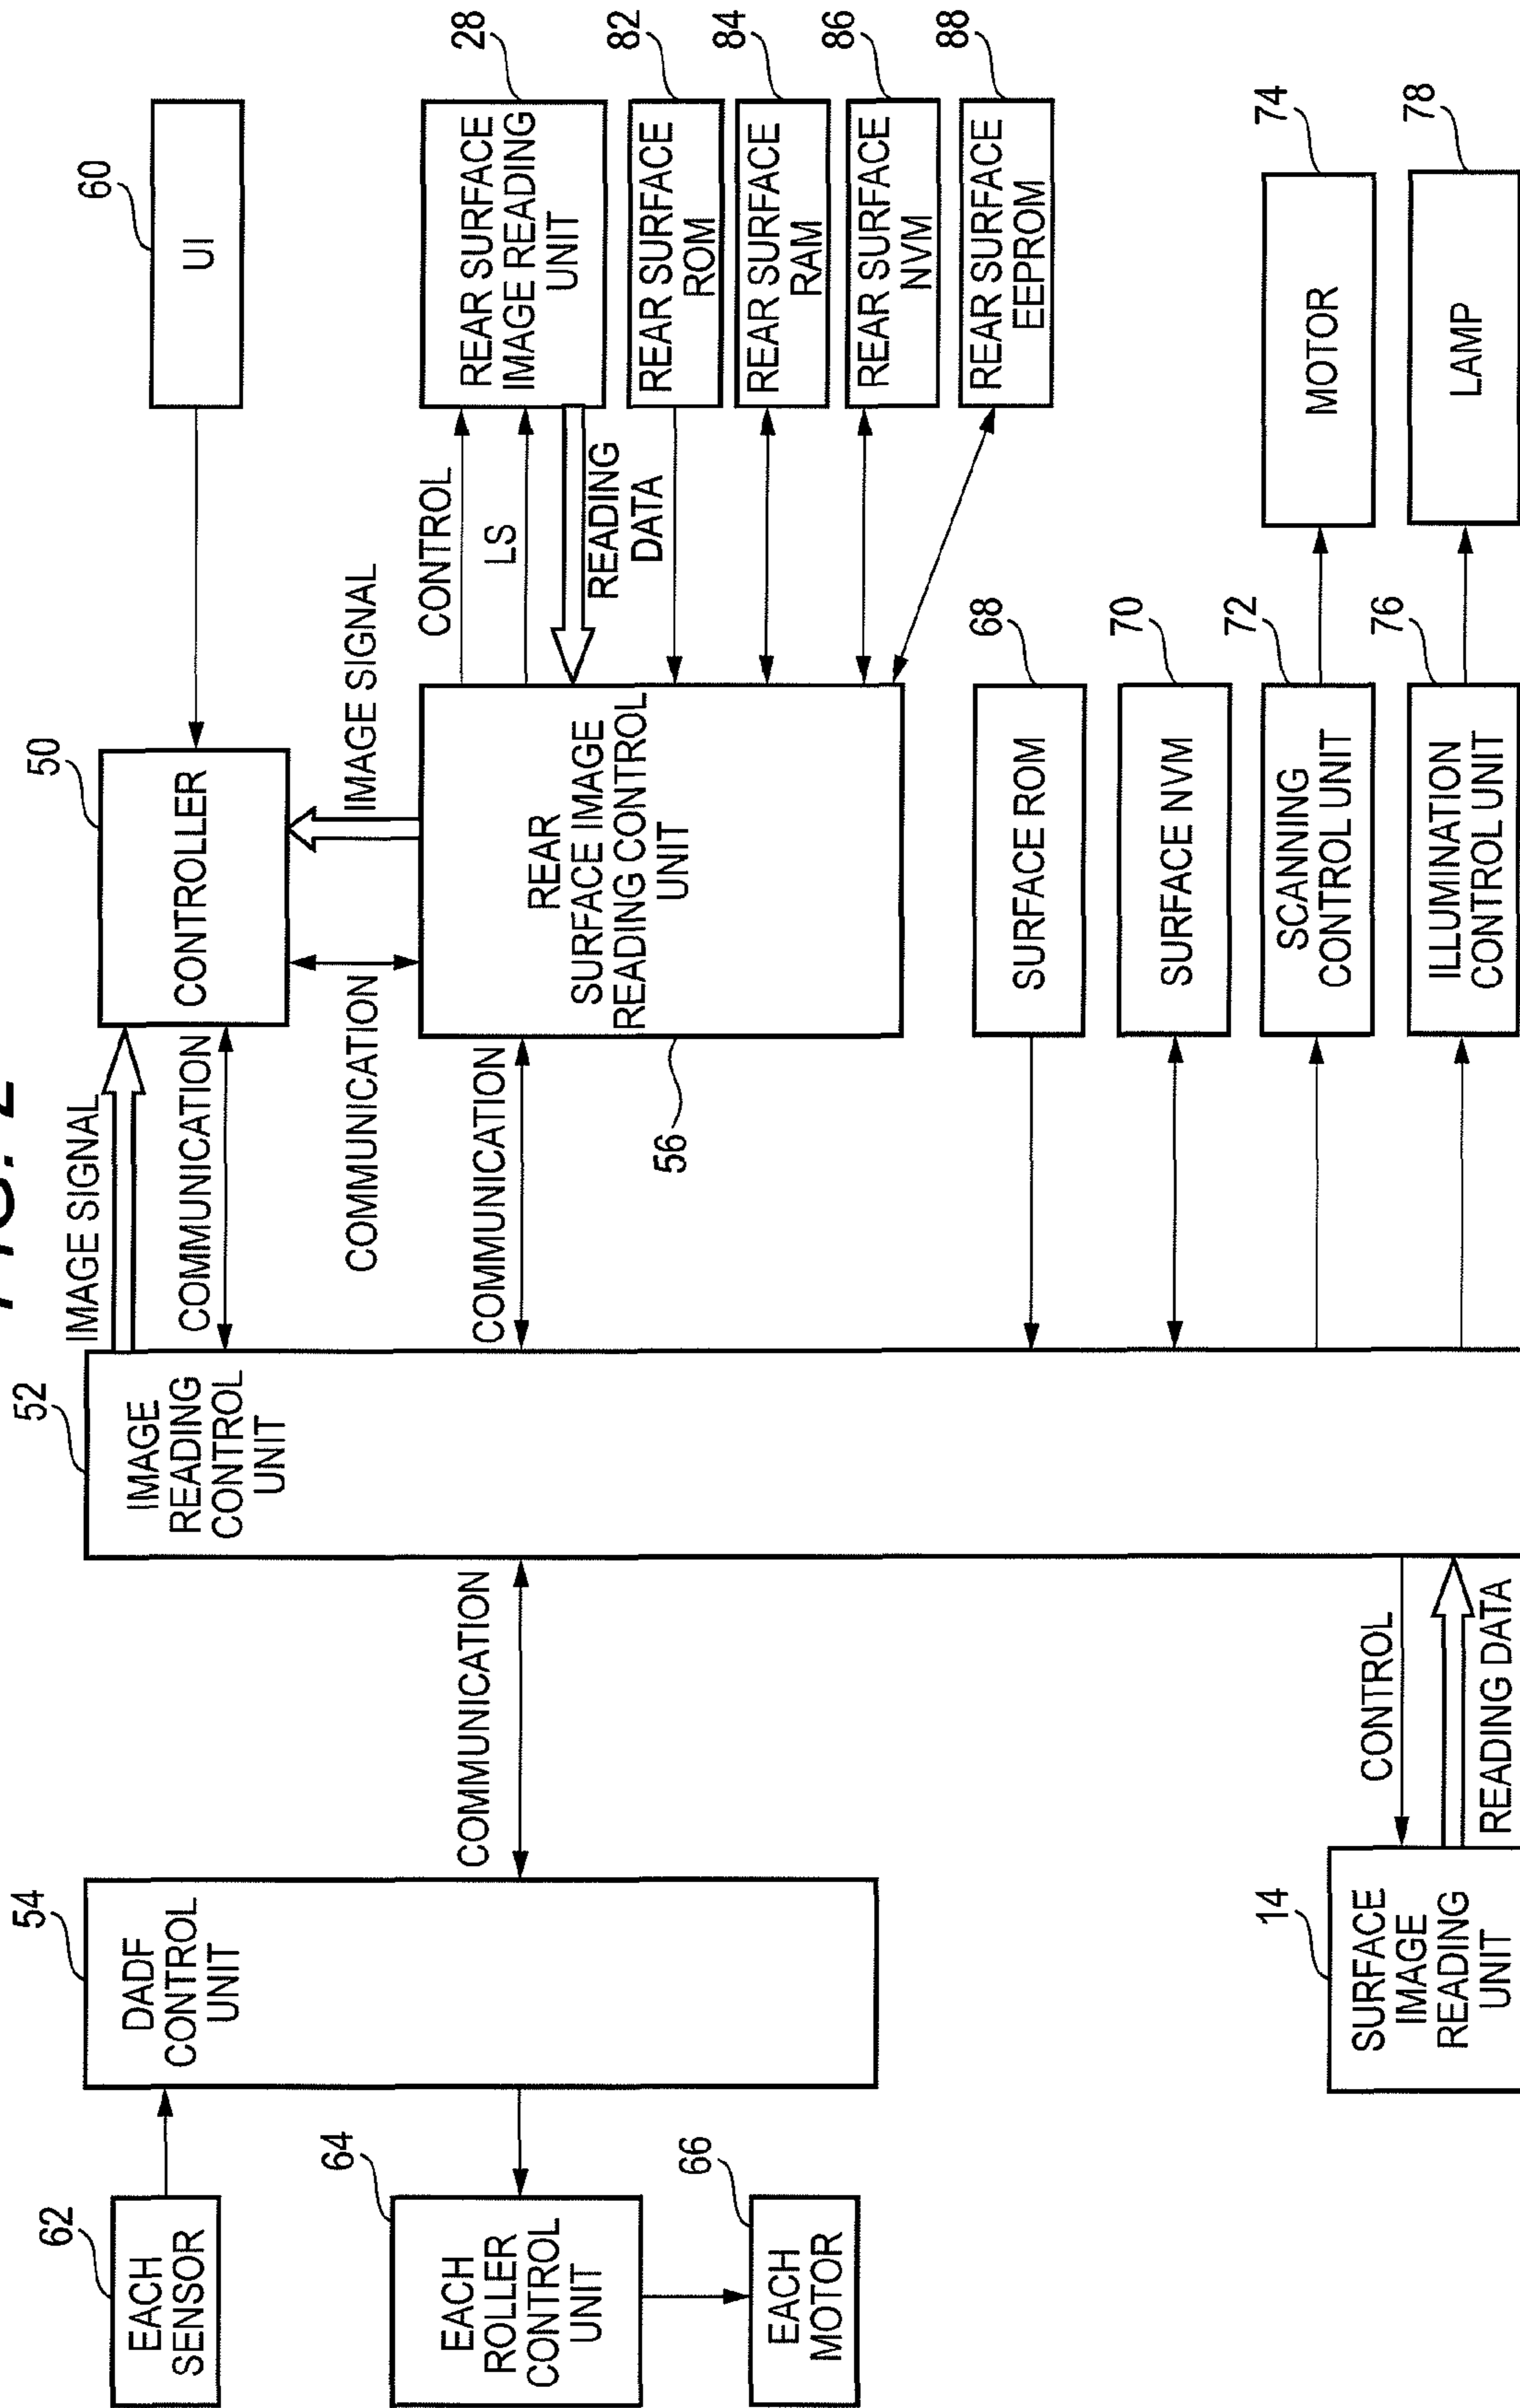 FIG. 2
62
EACH
SENSOR
64
EACH
ROLLER
CONTROL
UNIT
66
EACH
MOTOR
54
DADF
CONTROL
UNIT
COMMUNICATION
14
SURFACE
IMAGE
READING
UNIT
CONTROL
READING DATA
52
IMAGE
READING
CONTROL
UNIT
IMAGE SIGNAL
COMMUNICATION
COMMUNICATION
COMMUNICATION
50
CONTROLLER
IMAGE SIGNAL
60
UI
56
REAR
SURFACE IMAGE
READING CONTROL
UNIT
CONTROL
LS
READING
DATA
28
REAR SURFACE
IMAGE READING
UNIT
82
REAR SURFACE
ROM
84
REAR SURFACE
RAM
86
REAR SURFACE
NVM
88
REAR SURFACE
EEPROM
68
SURFACE ROM
70
SURFACE NVM
72
SCANNING
CONTROL UNIT
74
MOTOR
76
ILLUMINATION
CONTROL UNIT
78
LAMP